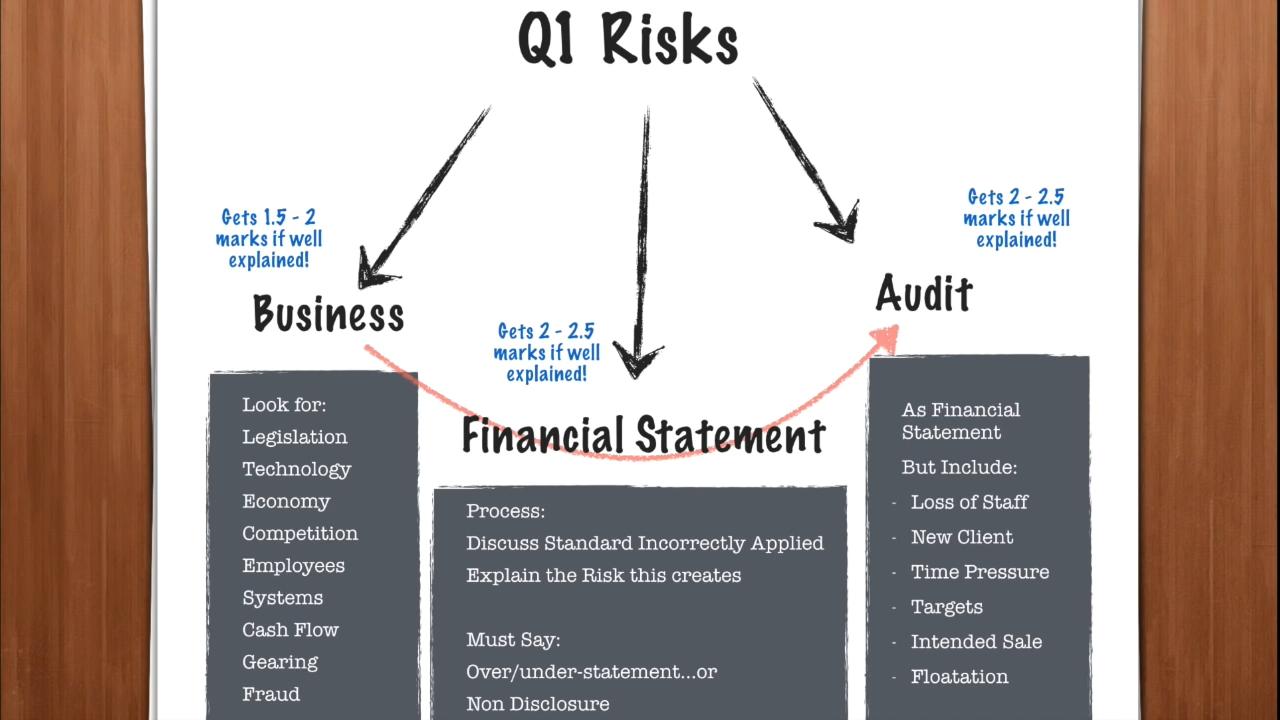 Q1 Risks
Gets 1.5 - 2
marks if well
explained!
Business
Look for:
Legislation
Technology
Economy
Competition
Employees
Systems
Cash Flow
Gearing
Fraud
Gets 2 - 2.5
marks if well
explained!
Financial Statement
Process:
Discuss Standard Incorrectly Applied
Explain the Risk this creates
Must Say:
Over/under-statement...or
Non Disclosure
Gets 2 - 2.5
marks if well
explained!
Audit
As Financial
Statement
But Include:
- Loss of Staff
- New Client
- Time Pressure
- Targets
- Intended Sale
- Floatation